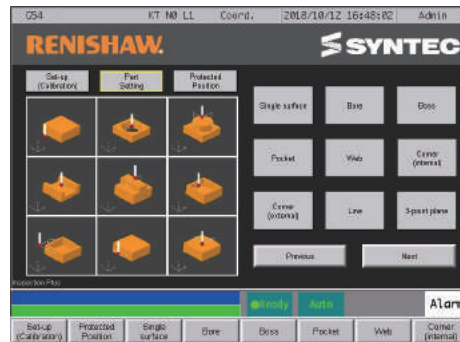 G54 KT N0 L1 Coord. 2018/10/12 16:48:02 Admin
RENISHAW. SYNTEC
Set-up
(Calibration)
Part
Setting
Protected
Position
Single surface Bore Boss
Pocket Web Corner
(internal)
Corner
(external)
Line 3-point plane
Previous Next
Inspection Plus
Ready Auto
Alarm
Set-up
(Calibration)
Protected
Position
Single
surface
Bore Boss Pocket Web Corner
(internal)